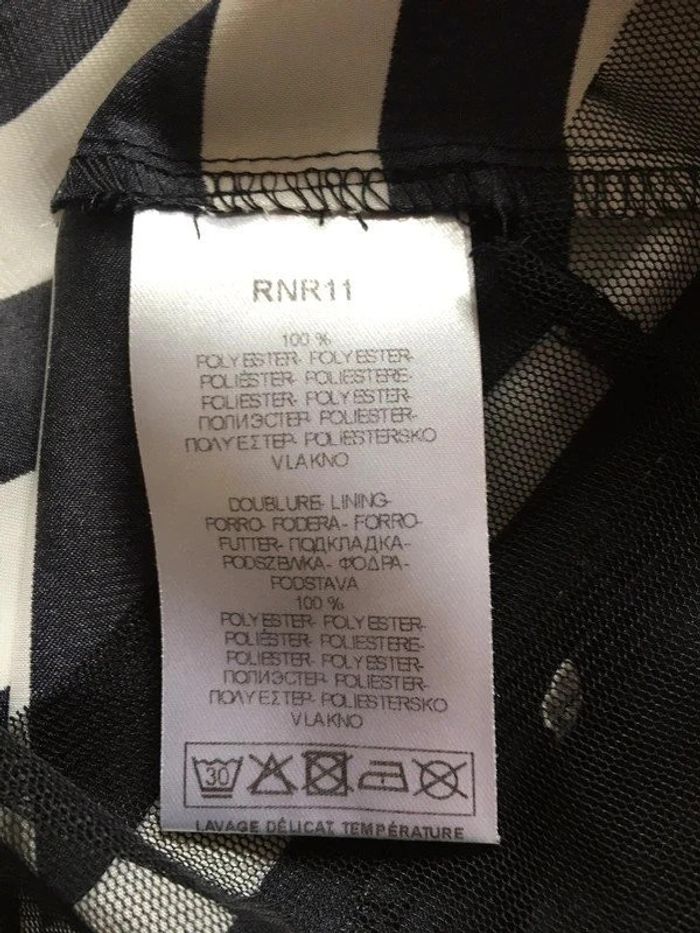 RNR11
100 %
POLYESTER- POLYESTER-
POLIÉSTER- POLIESTERE-
POLIESTER- POLYESTER-
ПОЛИЭСТЕР- POLIESTER-
ΠΟΛΥΕΣΤΕΡ- POLIESTERSKO
VLAKNO
DOUBLURE- LINING-
FORRO- FODERA- FORRO-
FUTTER- ПОДКЛАДКА-
PODSZEWKA- ΦΟΔΡΑ-
PODSTAVA
100 %
POLYESTER- POLYESTER-
POLIÉSTER- POLIESTERE-
POLIESTER- POLYESTER-
ПОЛИЭСТЕР- POLIESTER-
ΠΟΛΥΕΣΤΕΡ- POLIESTERSKO
VLAKNO
30
LAVAGE DÉLICAT, TEMPÉRATURE